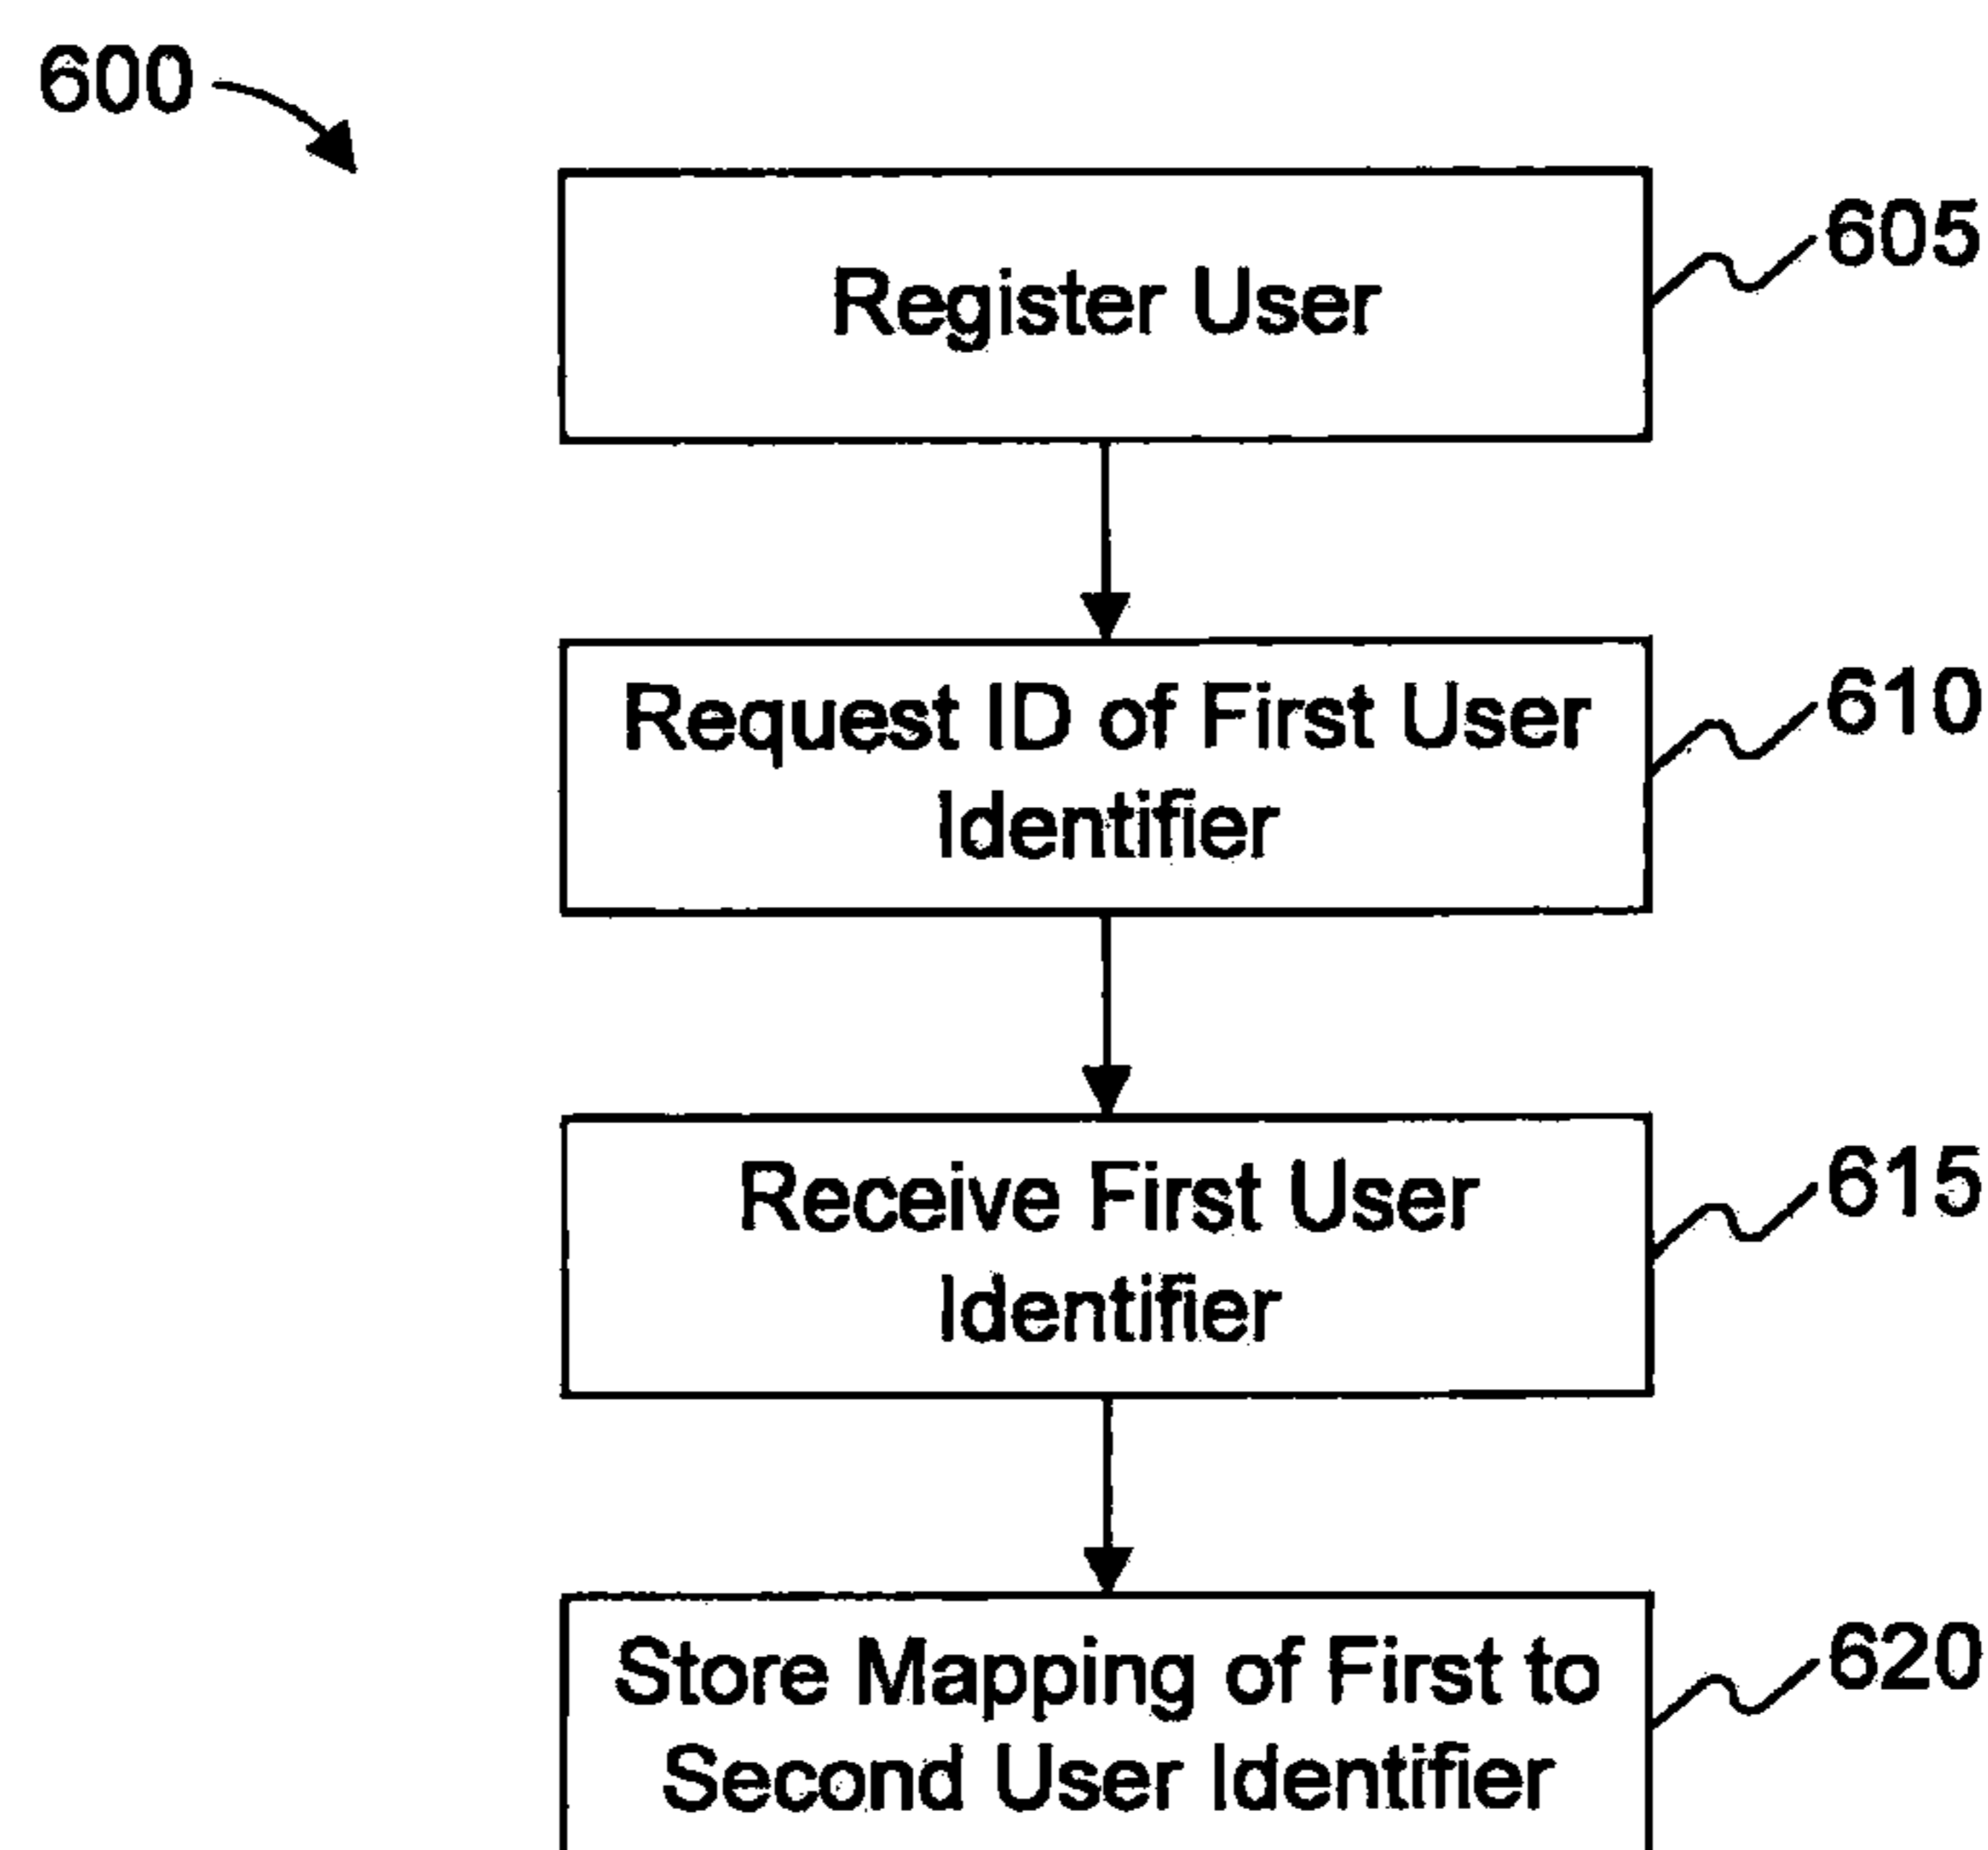 600
605
Register User
610
Request ID of First User
Identifier
615
Receive First User
Identifier
620
Store Mapping of First to
Second User Identifier